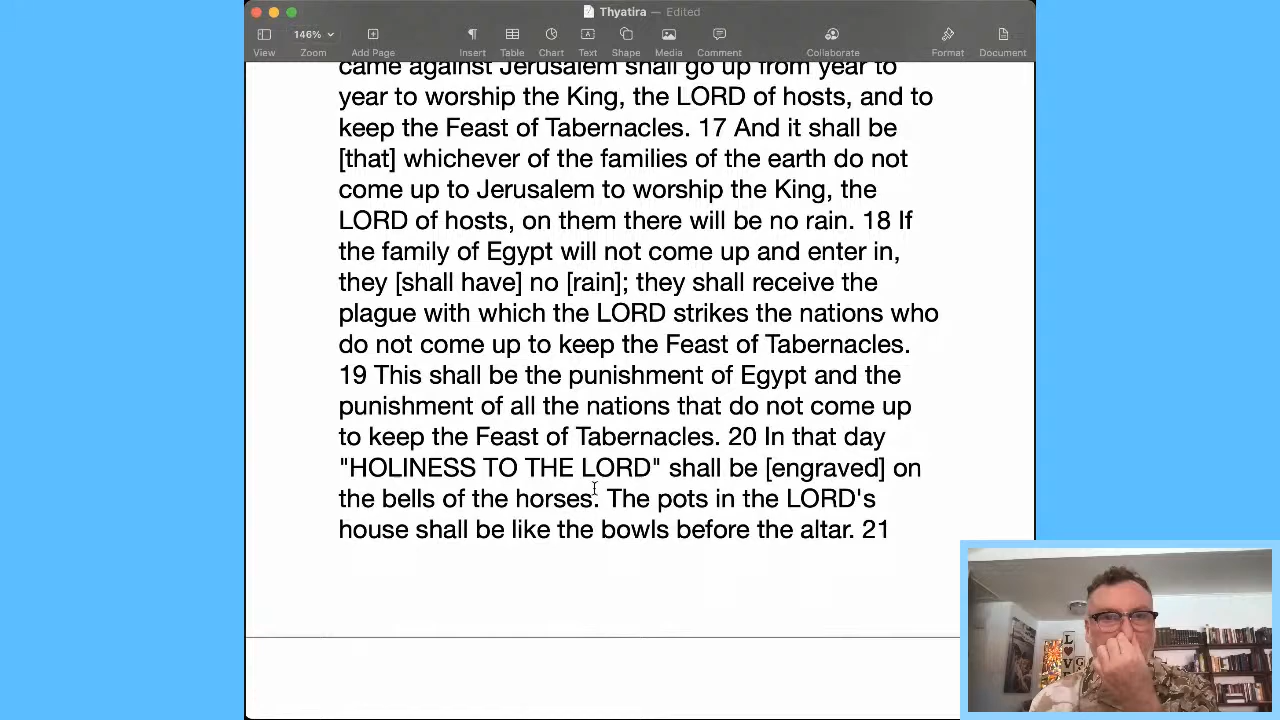 Thyatira — Edited
146%
View Zoom Add Page Insert Table Chart Text Shape Media Comment Collaborate Format Document
came against Jerusalem shall go up from year to
year to worship the King, the LORD of hosts, and to
keep the Feast of Tabernacles. 17 And it shall be
[that] whichever of the families of the earth do not
come up to Jerusalem to worship the King, the
LORD of hosts, on them there will be no rain. 18 If
the family of Egypt will not come up and enter in,
they [shall have] no [rain]; they shall receive the
plague with which the LORD strikes the nations who
do not come up to keep the Feast of Tabernacles.
19 This shall be the punishment of Egypt and the
punishment of all the nations that do not come up
to keep the Feast of Tabernacles. 20 In that day
"HOLINESS TO THE LORD" shall be [engraved] on
the bells of the horses. The pots in the LORD's
house shall be like the bowls before the altar. 21